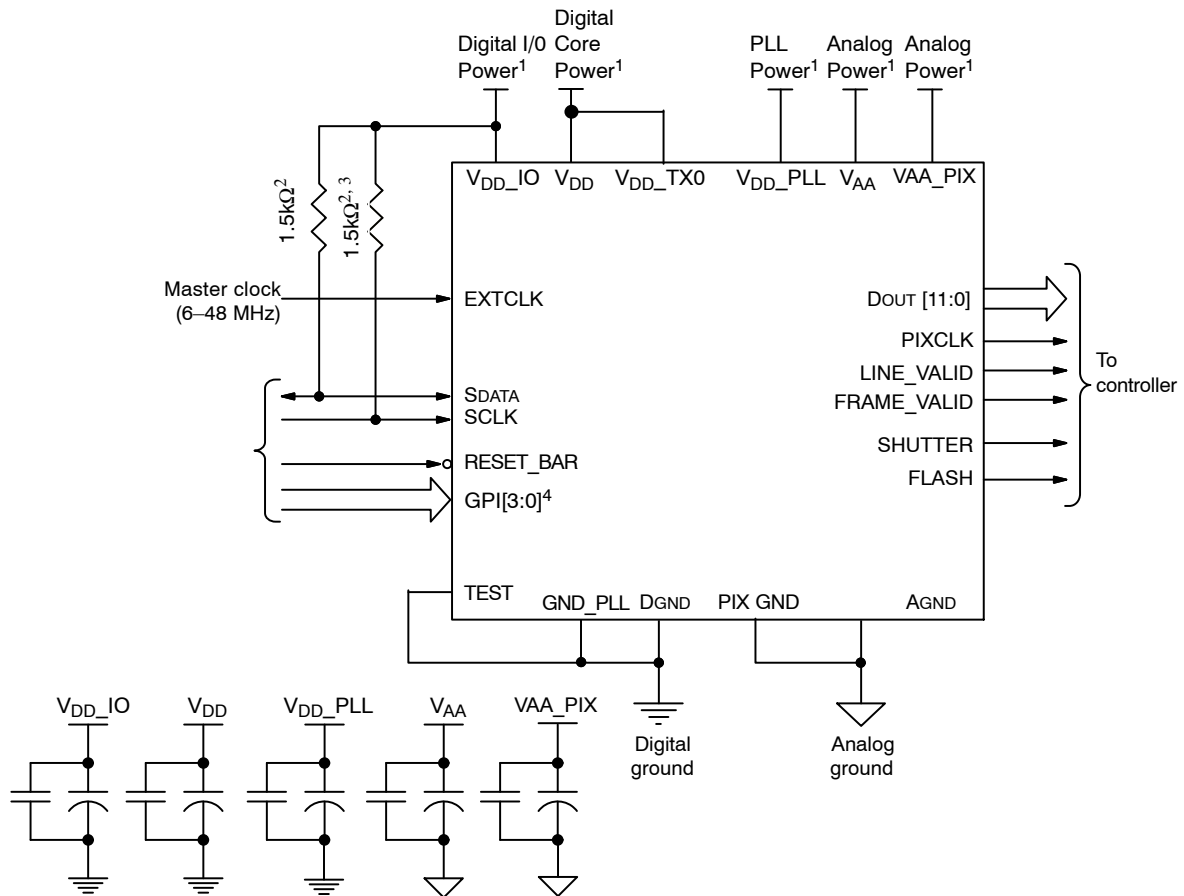 Digital I/0
Power1
Digital
Core
Power1
PLL
Power1
Analog
Power1
Analog
Power1
VDD_IO
VDD
VDD_TX0
VDD_PLL
VAA
VAA_PIX
1.5kΩ2
1.5kΩ2, 3
Master clock
(6–48 MHz)
EXTCLK
SDATA
SCLK
RESET_BAR
GPI[3:0]4
TEST
DOUT [11:0]
PIXCLK
LINE_VALID
FRAME_VALID
SHUTTER
FLASH
To
controller
GND_PLL
DGND
PIX GND
AGND
Digital
ground
Analog
ground
VDD_IO
VDD
VDD_PLL
VAA
VAA_PIX